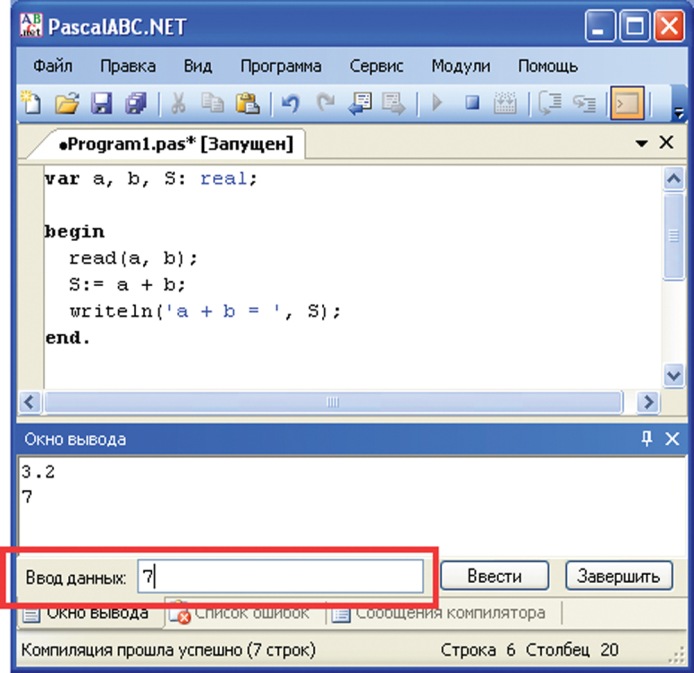 PascalABC.NET
Файл Правка Вид Программа Сервис Модули Помощь
•Program1.pas* [Запущен]
var a, b, S: real;
begin
read(a, b);
S:= a + b;
writeln('a + b = ', S);
end.
Окно вывода
3.2
7
Ввод данных: 7 Ввести Завершить
Окно вывода Список ошибок Сообщения компилятора
Компиляция прошла успешно (7 строк) Строка 6 Столбец 20